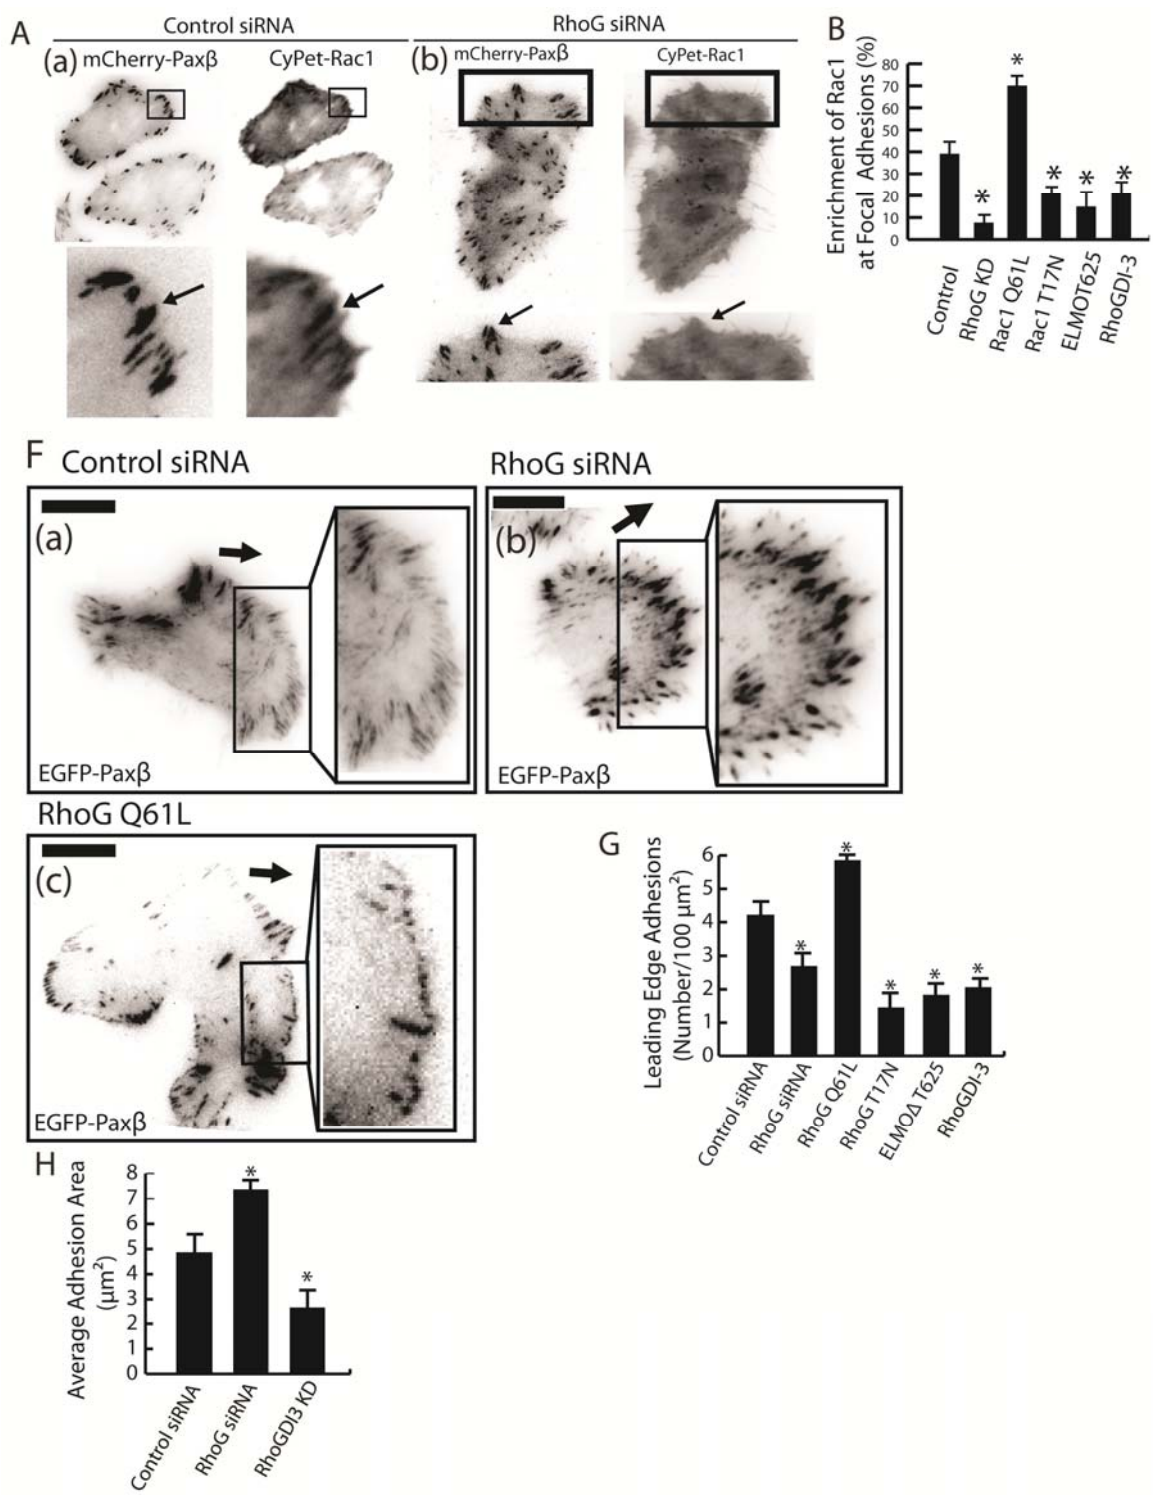 A
Control siRNA
RhoG siRNA
(a) mCherry-Paxβ
CyPet-Rac1
(b) mCherry-Paxβ
CyPet-Rac1
B
Enrichment of Rac1
at Focal Adhesions (%)
80
70
60
50
40
30
20
10
0
*
*
*
*
*
Control
RhoG KD
Rac1 Q61L
Rac1 T17N
ELMOT625
RhoGDI-3
F
Control siRNA
(a)
EGFP-Paxβ
RhoG siRNA
(b)
EGFP-Paxβ
RhoG Q61L
(c)
EGFP-Paxβ
G
Leading Edge Adhesions
(Number/100 µm²)
6
5
4
3
2
1
0
*
*
*
*
*
Control siRNA
RhoG siRNA
RhoG Q61L
RhoG T17N
ELMOΔ T625
RhoGDI-3
H
Average Adhesion Area
(µm²)
8
7
6
5
4
3
2
1
0
*
*
Control siRNA
RhoG siRNA
RhoGDI3 KD